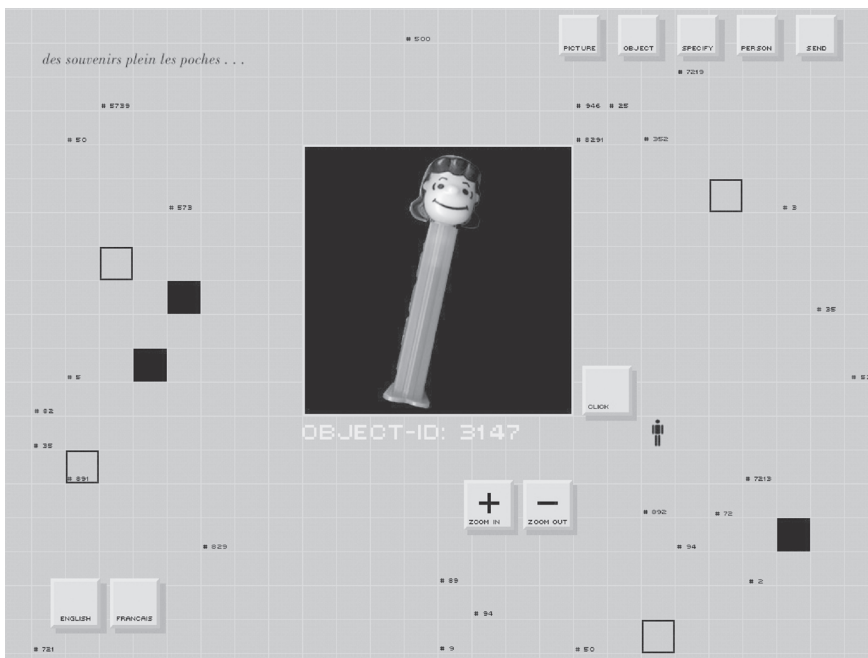 # 500
PICTURE OBJECT SPECIFY PERSON SEND
des souvenirs plein les poches . . .
# 7219
# 5739
# 946 # 25
# 50
# 8291 # 352
# 573
# 3
# 35
# 5
CLICK
# 82
OBJECT-ID: 3147
# 35
# 891
# 7213
ZOOM IN ZOOM OUT
# 892 # 72
# 829
# 94
# 89
# 2
# 94
ENGLISH FRANCAIS
# 721
# 9
# 50